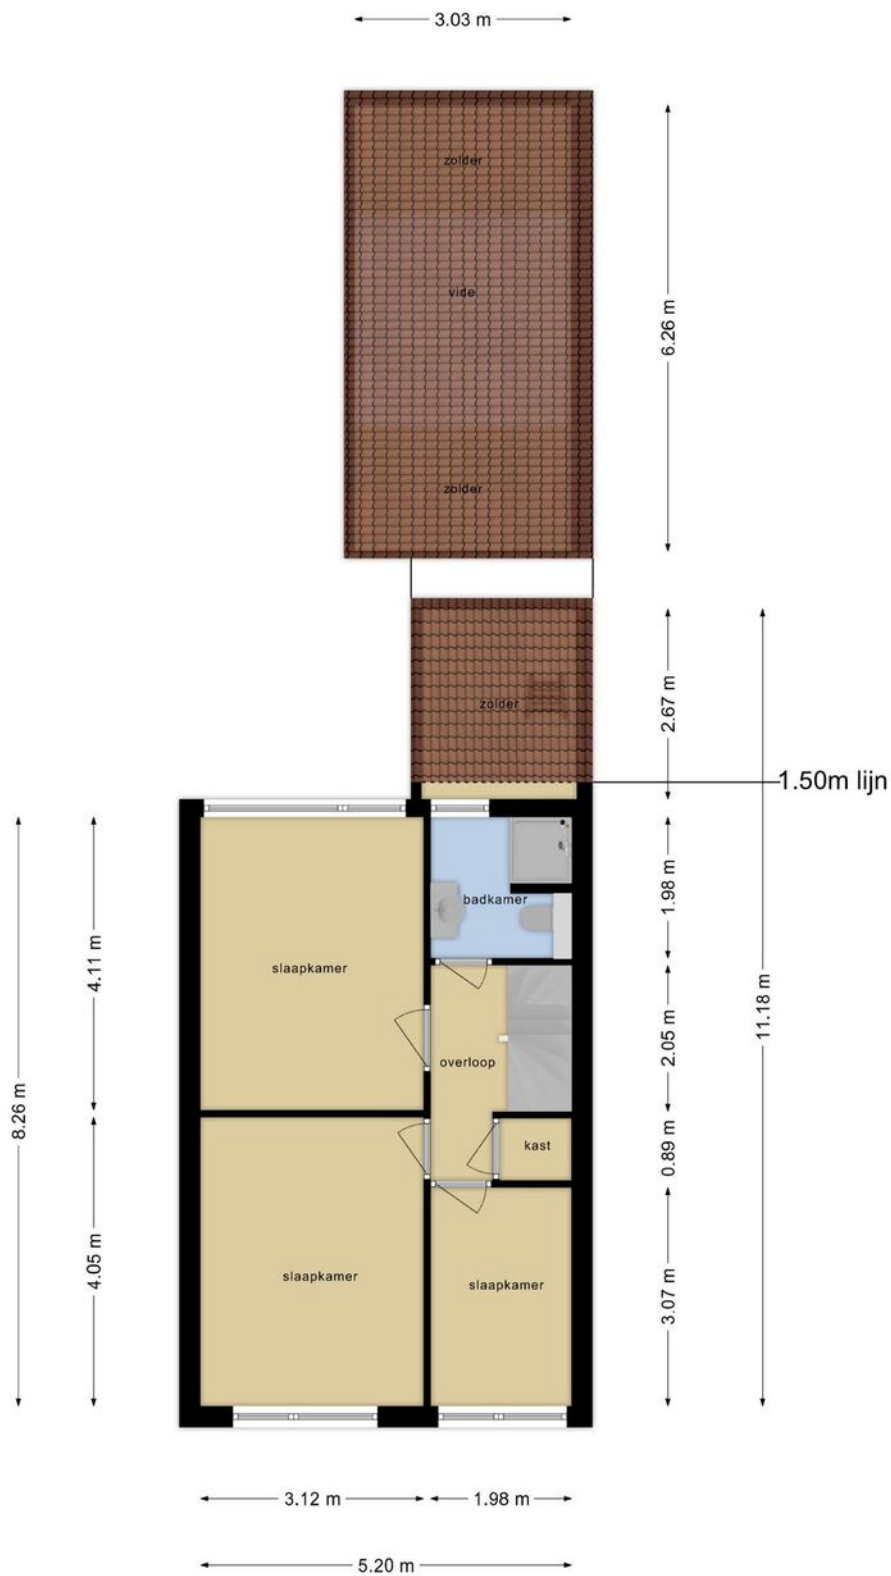 3.03 m
zolder
vide
6.26 m
zolder
zolder
2.67 m
1.50m lijn
badkamer
1.98 m
4.11 m
slaapkamer
11.18 m
2.05 m
overloop
8.26 m
kast
0.89 m
4.05 m
slaapkamer
slaapkamer
3.07 m
3.12 m
1.98 m
5.20 m